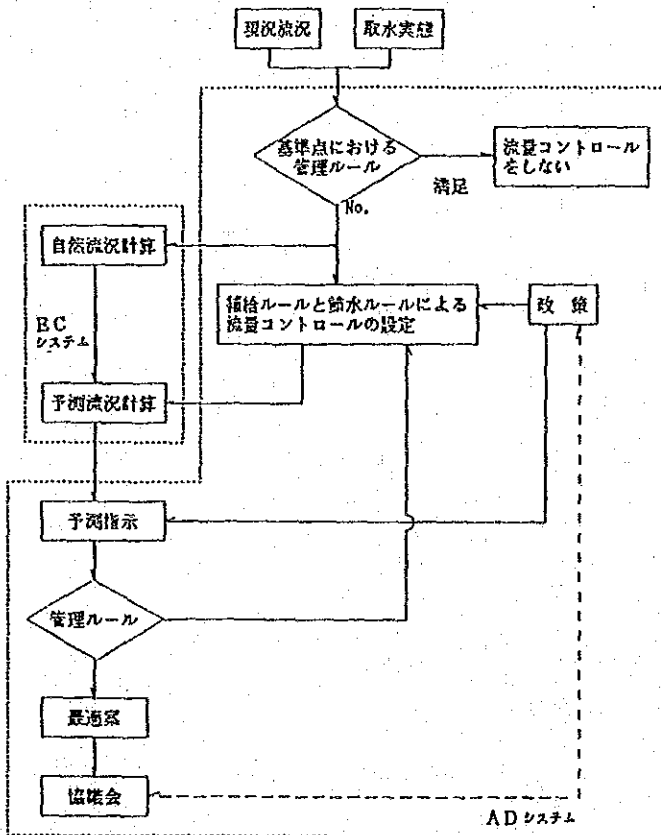 現況流況
取水実態
基準点における
管理ルール
満足
流量コントロール
をしない
No.
自然流況計算
補給ルールと節水ルールによる
流量コントロールの設定
政策
BC
システム
予測流況計算
予測指示
管理ルール
最適案
協議会
ADシステム